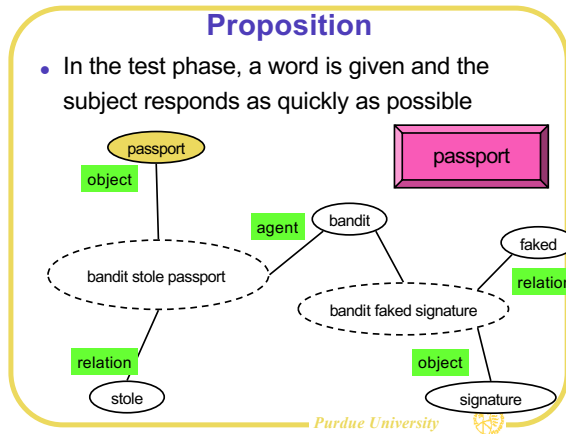 Proposition
• In the test phase, a word is given and the
subject responds as quickly as possible
passport
passport
object
bandit
agent
faked
bandit stole passport
relation
bandit faked signature
relation
object
stole
signature
Purdue University